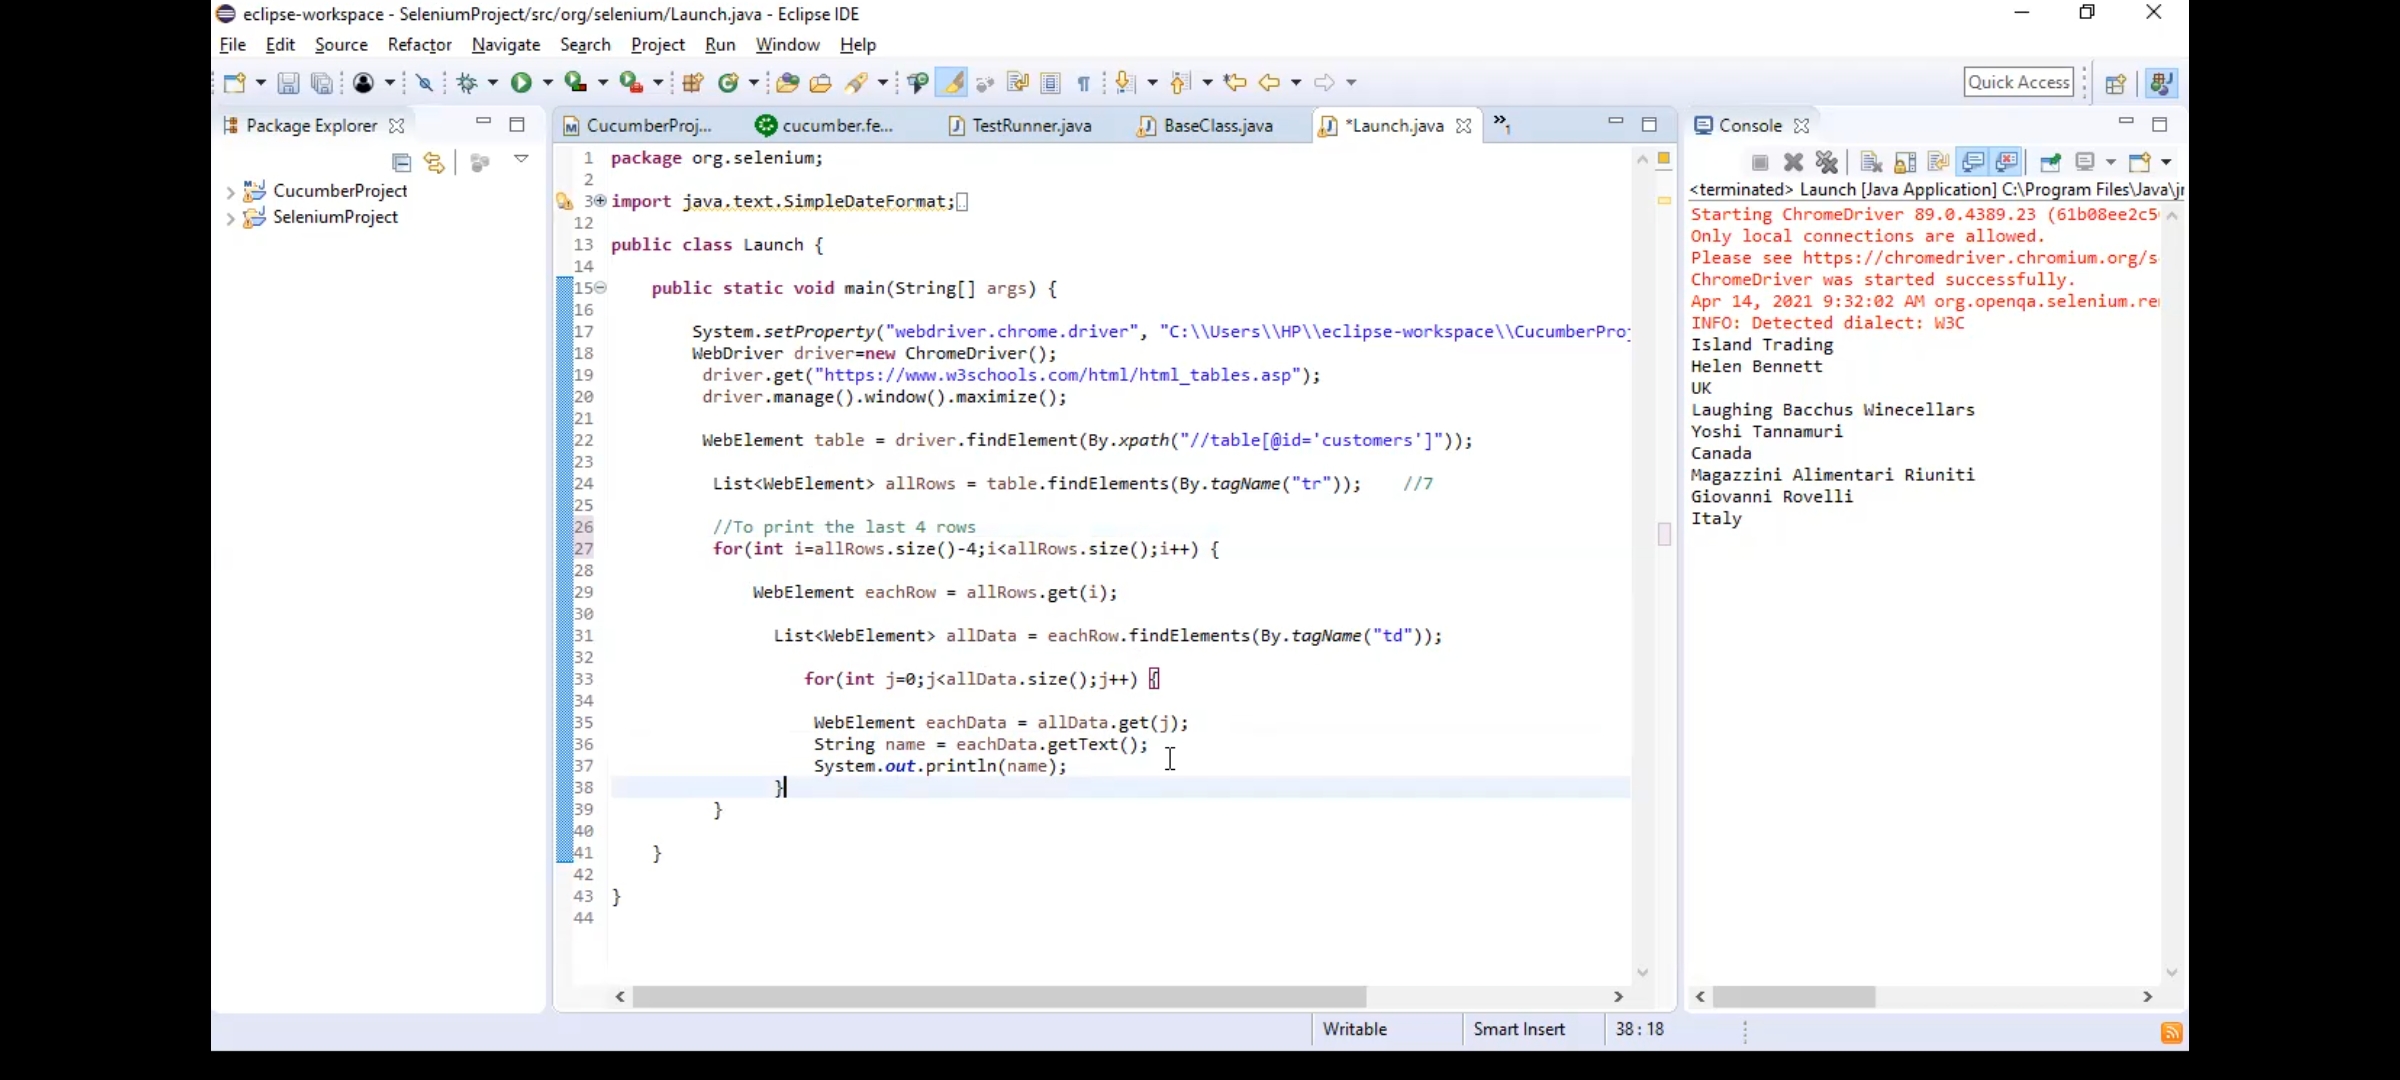 eclipse-workspace - SeleniumProject/src/org/selenium/Launch.java - Eclipse IDE
File Edit Source Refactor Navigate Search Project Run Window Help
Quick Access
Package Explorer
CucumberProject
SeleniumProject
CucumberProj...
cucumber.fe...
TestRunner.java
BaseClass.java
*Launch.java
»1
1 package org.selenium;
2
3 import java.text.SimpleDateFormat;
12
13 public class Launch {
14
15 public static void main(String[] args) {
16
17 System.setProperty("webdriver.chrome.driver", "C:\\Users\\HP\\eclipse-workspace\\CucumberProj
18 WebDriver driver=new ChromeDriver();
19 driver.get("https://www.w3schools.com/html/html_tables.asp");
20 driver.manage().window().maximize();
21
22 WebElement table = driver.findElement(By.xpath("//table[@id='customers']"));
23
24 List<WebElement> allRows = table.findElements(By.tagName("tr")); //7
25
26 //To print the last 4 rows
27 for(int i=allRows.size()-4;i<allRows.size();i++) {
28
29 WebElement eachRow = allRows.get(i);
30
31 List<WebElement> allData = eachRow.findElements(By.tagName("td"));
32
33 for(int j=0;j<allData.size();j++) {
34
35 WebElement eachData = allData.get(j);
36 String name = eachData.getText();
37 System.out.println(name);
38 }
39 }
40
41 }
42
43 }
44
Console
<terminated> Launch [Java Application] C:\Program Files\Java\jr
Starting ChromeDriver 89.0.4389.23 (61b08ee2c5
Only local connections are allowed.
Please see https://chromedriver.chromium.org/s
ChromeDriver was started successfully.
Apr 14, 2021 9:32:02 AM org.openqa.selenium.re
INFO: Detected dialect: W3C
Island Trading
Helen Bennett
UK
Laughing Bacchus Winecellars
Yoshi Tannamuri
Canada
Magazzini Alimentari Riuniti
Giovanni Rovelli
Italy
Writable
Smart Insert
38 : 18